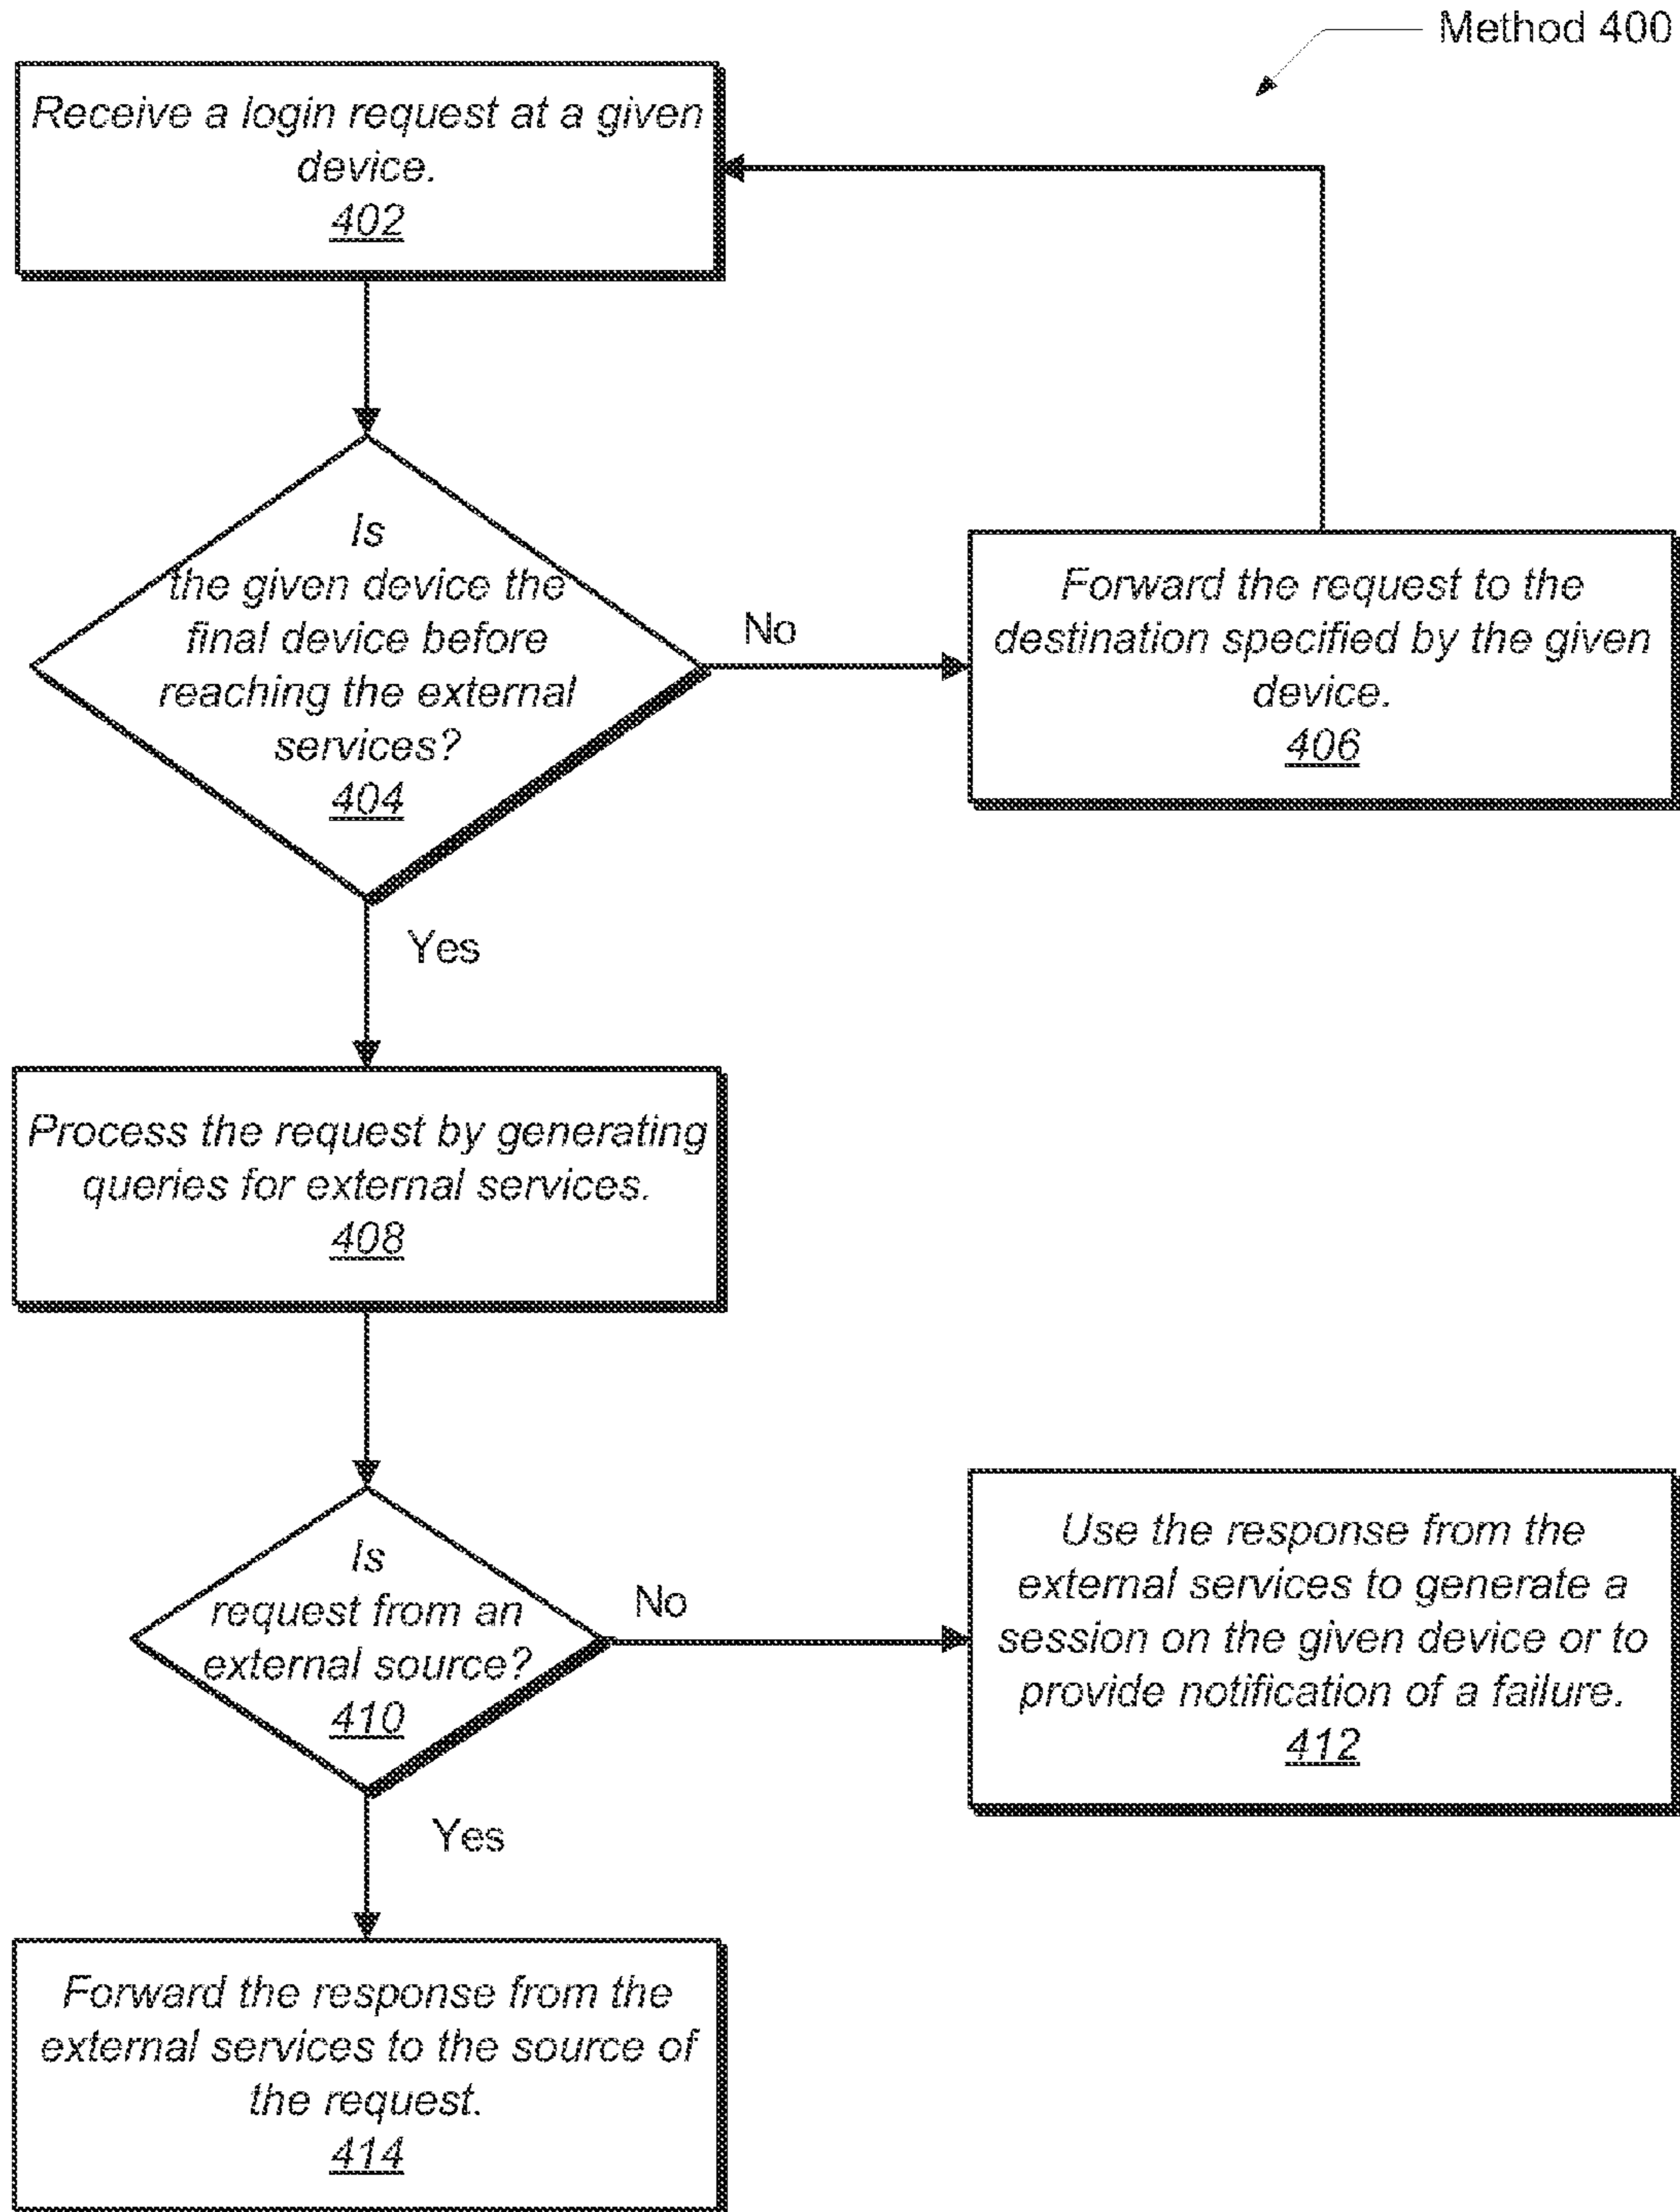 Method 400
Receive a login request at a given
device.
402
Is
the given device the
final device before
reaching the external
services?
404
No
Forward the request to the
destination specified by the given
device.
406
Yes
Process the request by generating
queries for external services.
408
Is
request from an
external source?
410
No
Use the response from the
external services to generate a
session on the given device or to
provide notification of a failure.
412
Yes
Forward the response from the
external services to the source of
the request.
414